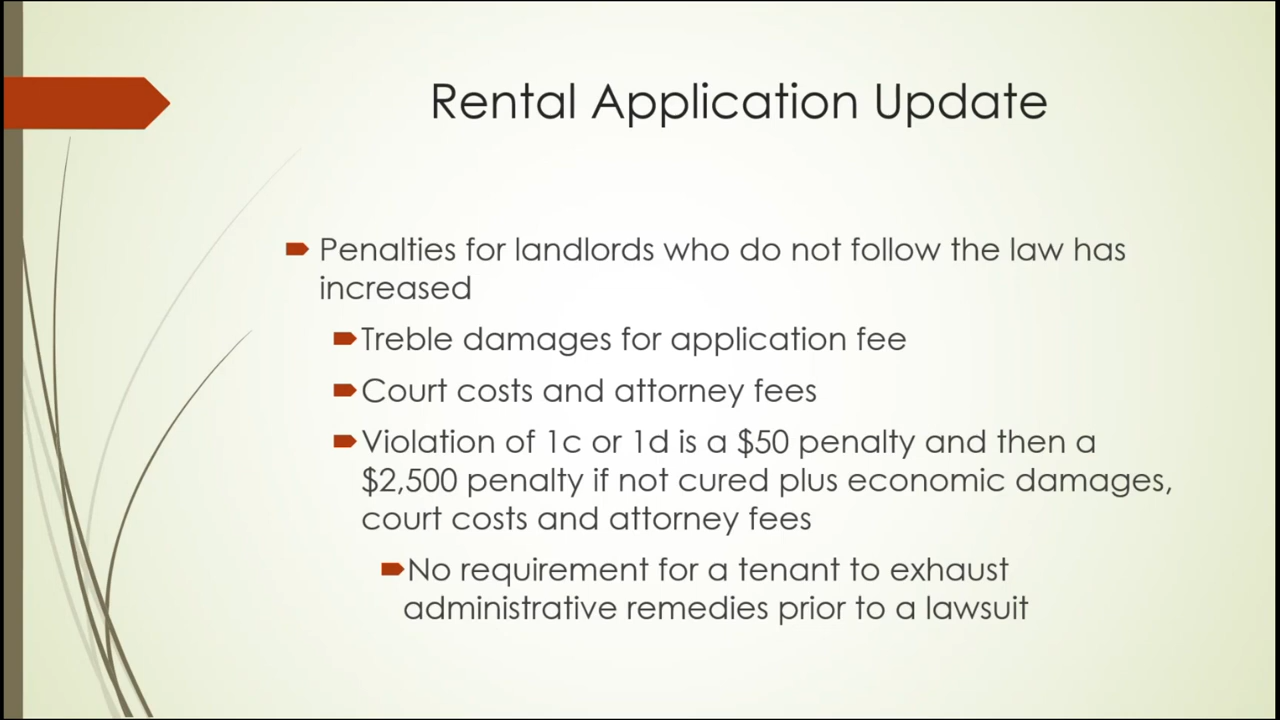 Rental Application Update
Penalties for landlords who do not follow the law has
increased
Treble damages for application fee
Court costs and attorney fees
Violation of 1c or 1d is a $50 penalty and then a
$2,500 penalty if not cured plus economic damages,
court costs and attorney fees
No requirement for a tenant to exhaust
administrative remedies prior to a lawsuit